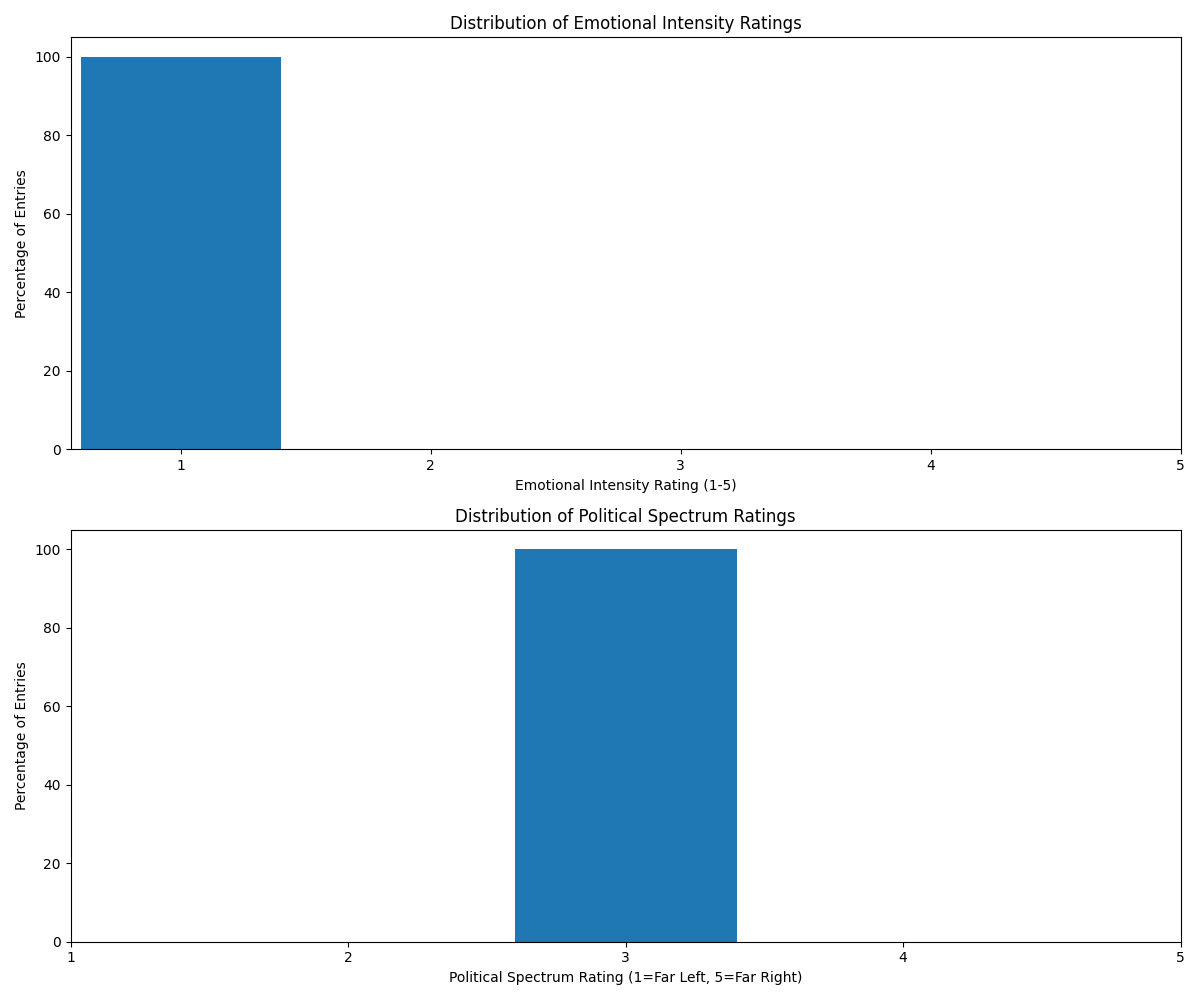 Distribution of Emotional Intensity Ratings
100
80
60
40
20
0
Percentage of Entries
1 2 3 4 5
Emotional Intensity Rating (1-5)
Distribution of Political Spectrum Ratings
100
80
60
40
20
0
Percentage of Entries
1 2 3 4 5
Political Spectrum Rating (1=Far Left, 5=Far Right)